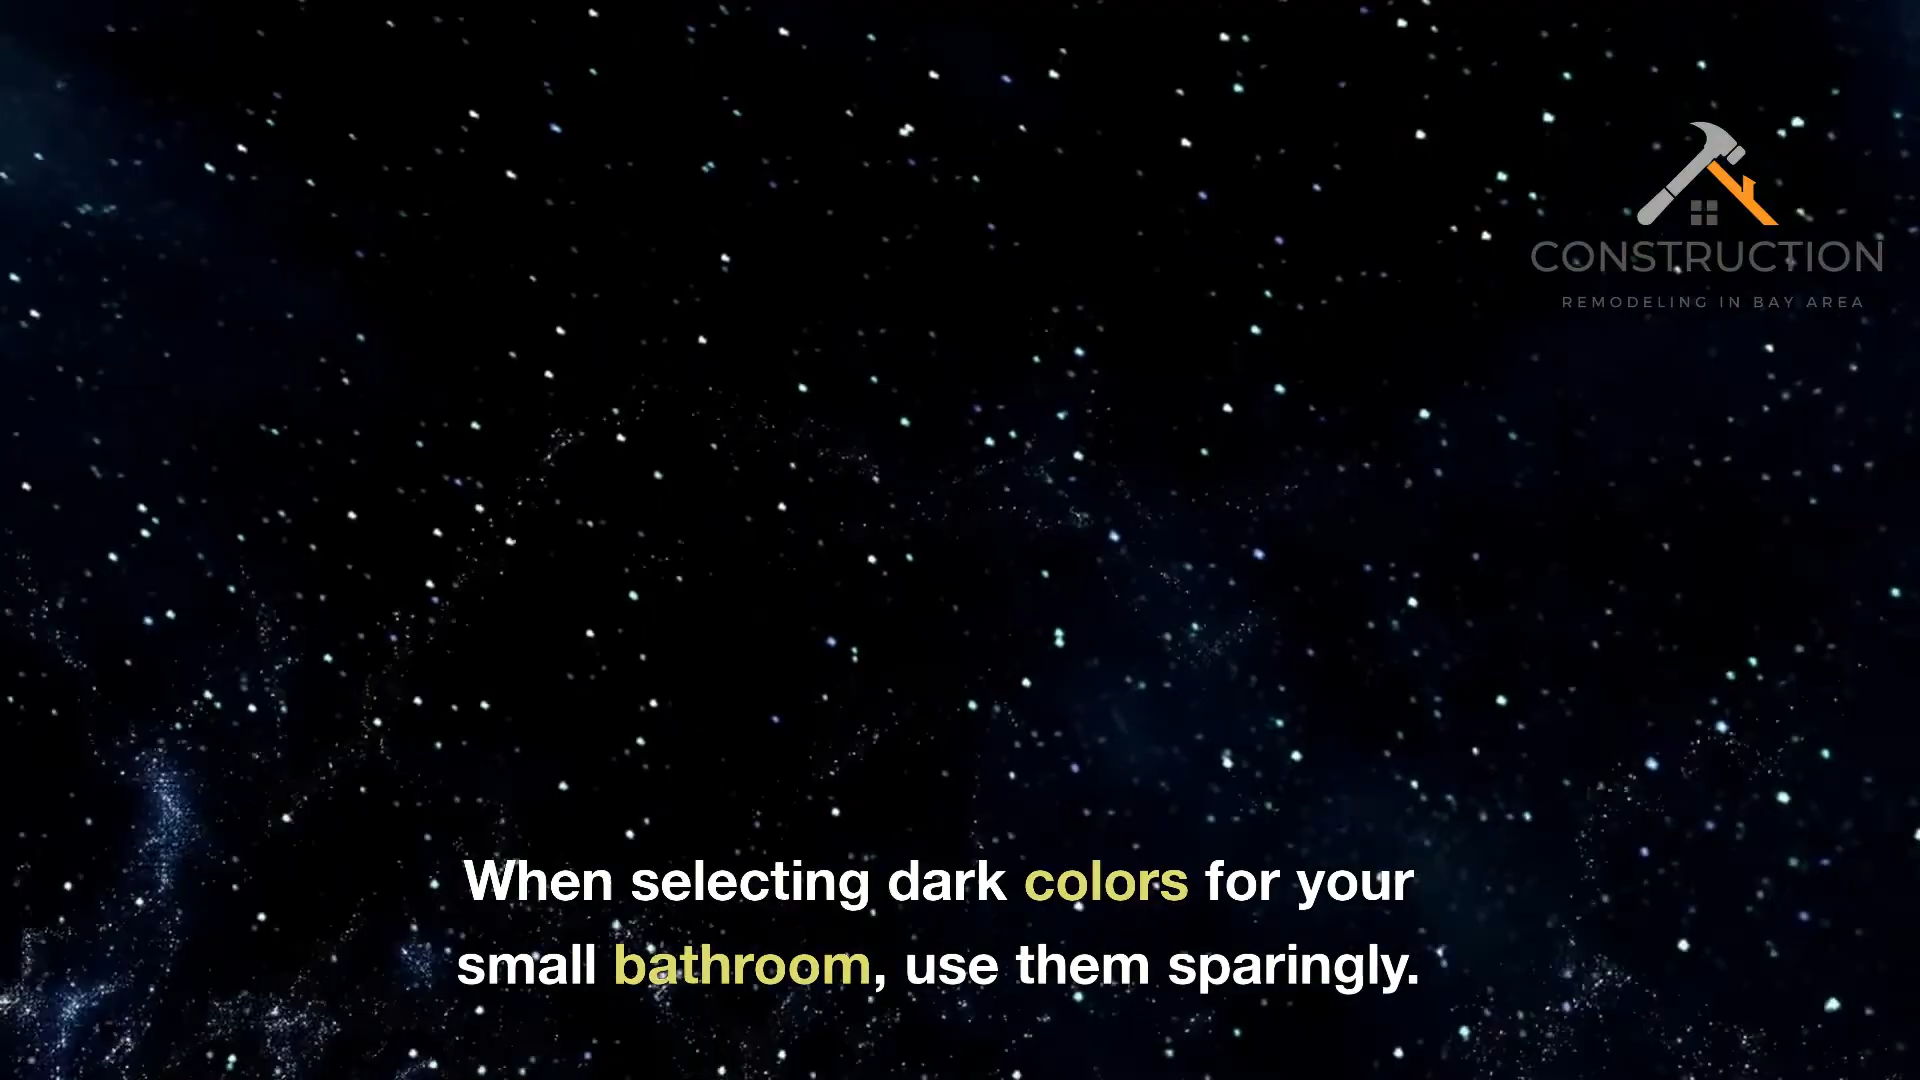 CONSTRUCTION
REMODELING IN BAY AREA
When selecting dark colors for your
small bathroom, use them sparingly.